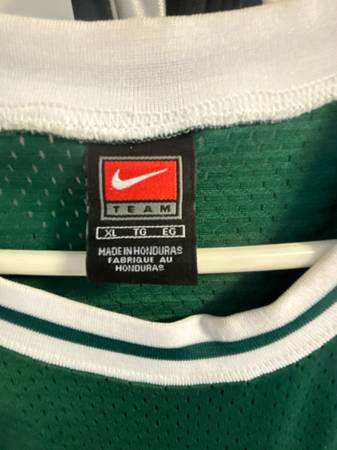 TEAM
XL TG EG
MADE IN HONDURAS
FABRIQUE AU
HONDURAS